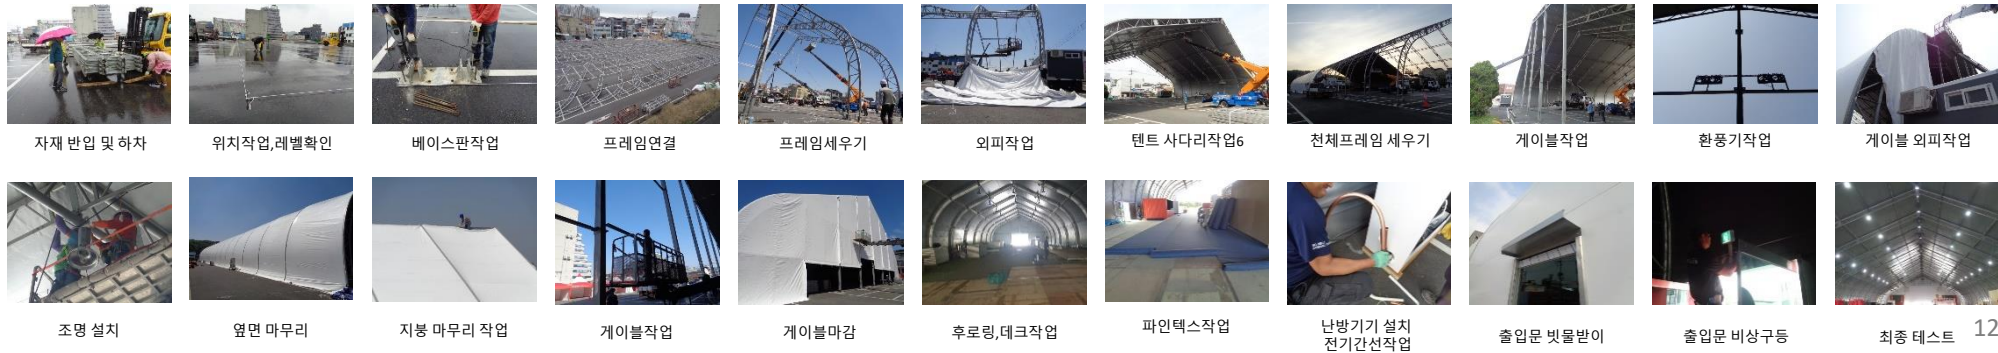 자재 반입 및 하차
위치작업,레벨확인
베이스판작업
프레임연결
프레임세우기
외피작업
텐트 사다리작업6
천체프레임 세우기
게이블작업
환풍기작업
게이블 외피작업
조명 설치
옆면 마무리
지붕 마무리 작업
게이블작업
게이블마감
후로링,데크작업
파인텍스작업
난방기기 설치
전기간선작업
출입문 빗물받이
출입문 비상구등
최종 테스트
12